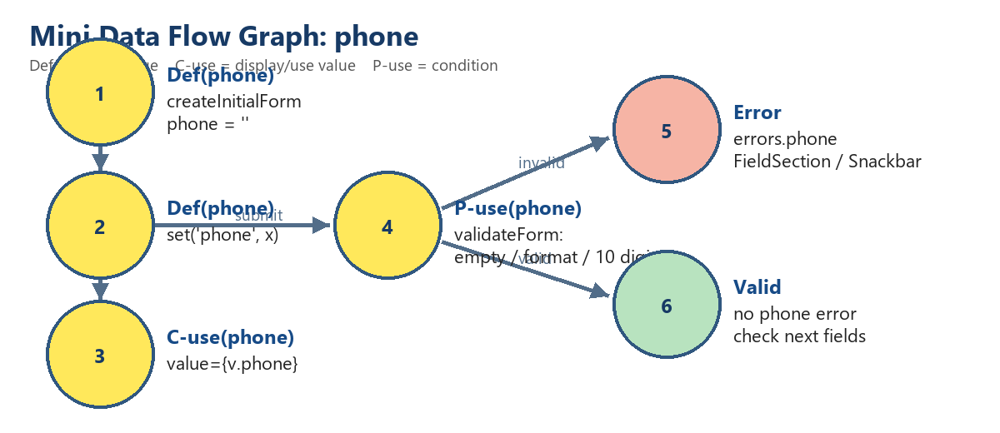 Mini Data Flow Graph: phone
C-use = display/use value P-use = condition
1
Def(phone)
createInitialForm
phone = ''
2
Def(phone)
set('phone', x)
submit
3
C-use(phone)
value={v.phone}
4
P-use(phone)
validateForm:
empty / format / 10
invalid
valid
5
Error
errors.phone
FieldSection / Snackbar
6
Valid
no phone error
check next fields